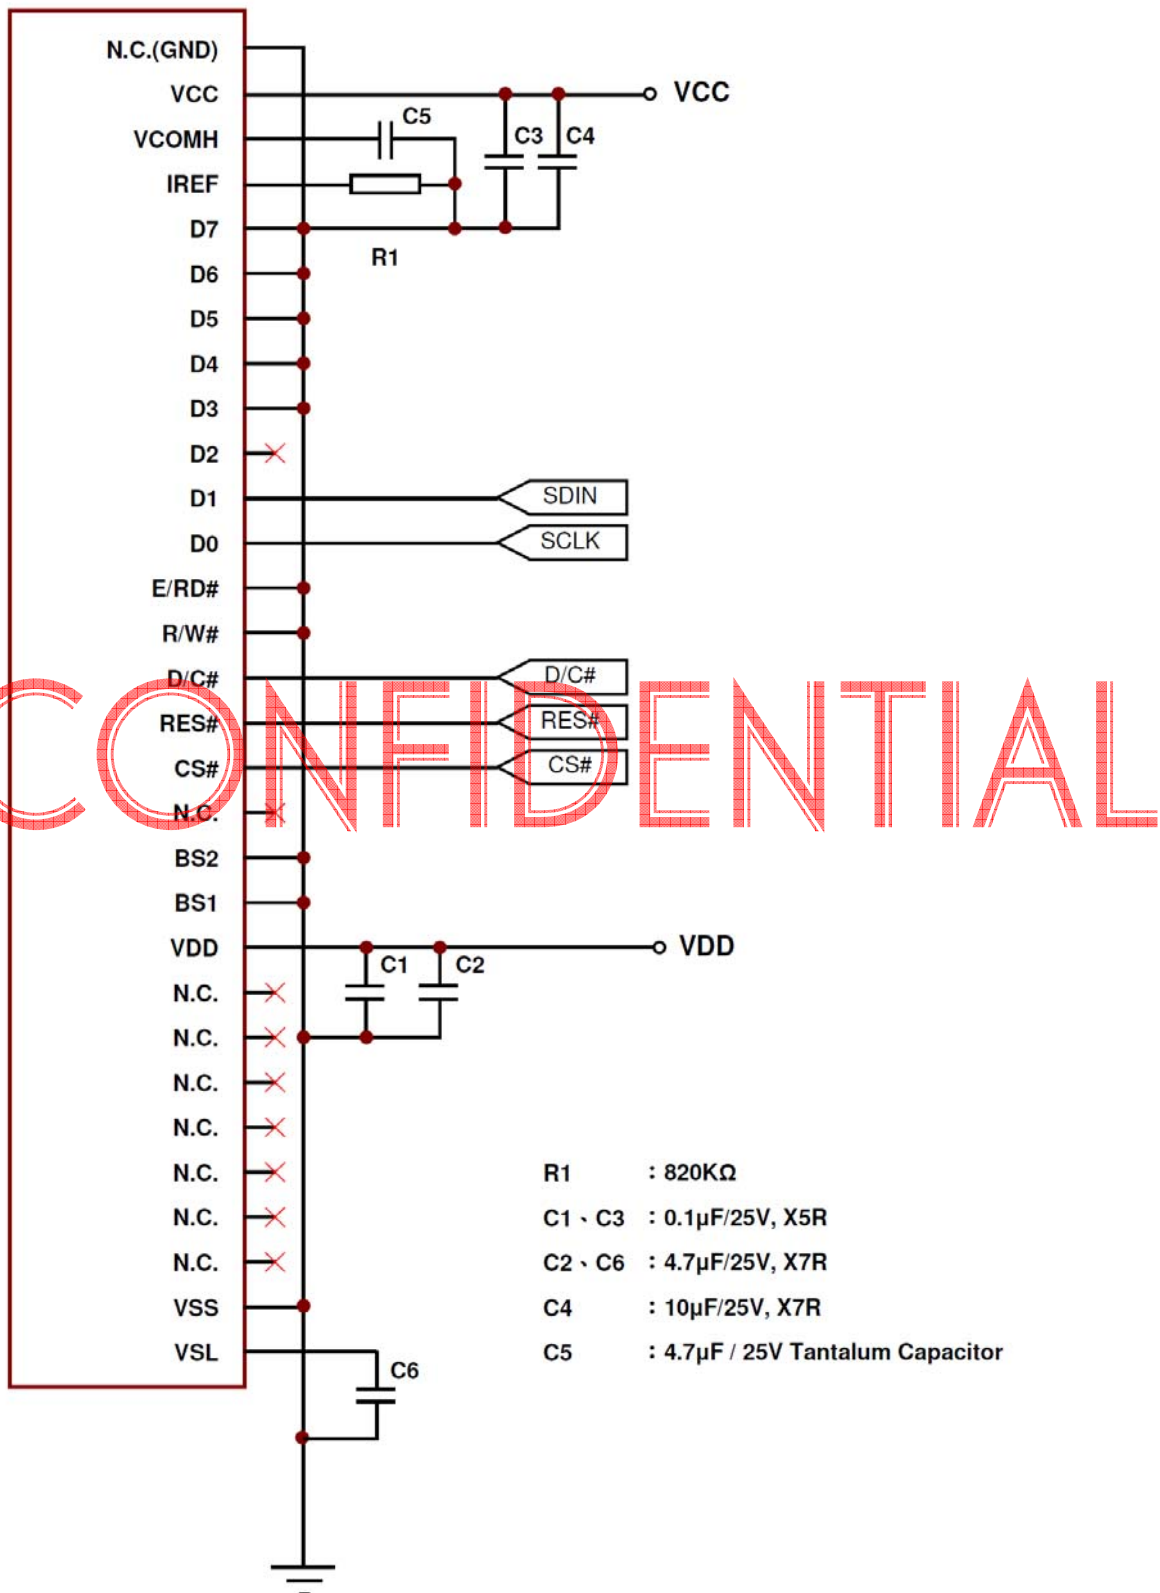 N.C.(GND)
VCC
VCC
C5
C3
C4
VCOMH
IREF
D7
R1
D6
D5
D4
D3
D2
D1
SDIN
D0
SCLK
E/RD#
R/W#
D/C#
D/C#
RES#
RES#
CONFIDENTIAL
CS#
CS#
N.C.
BS2
BS1
VDD
VDD
C1
C2
N.C.
N.C.
N.C.
N.C.
N.C.
N.C.
N.C.
VSS
VSL
C6
R1 : 820KΩ
C1、C3 : 0.1µF/25V, X5R
C2、C6 : 4.7µF/25V, X7R
C4 : 10µF/25V, X7R
C5 : 4.7µF / 25V Tantalum Capacitor